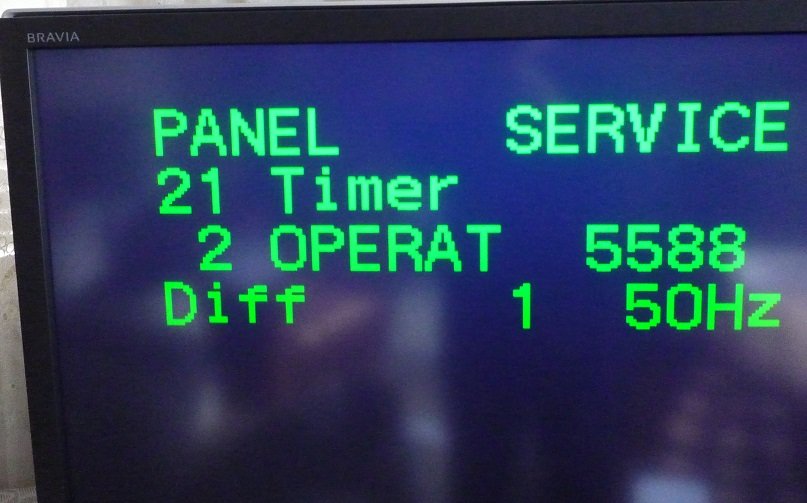 BRAVIA
PANEL SERVICE
21 Timer
2 OPERAT 5588
Diff 1 50Hz